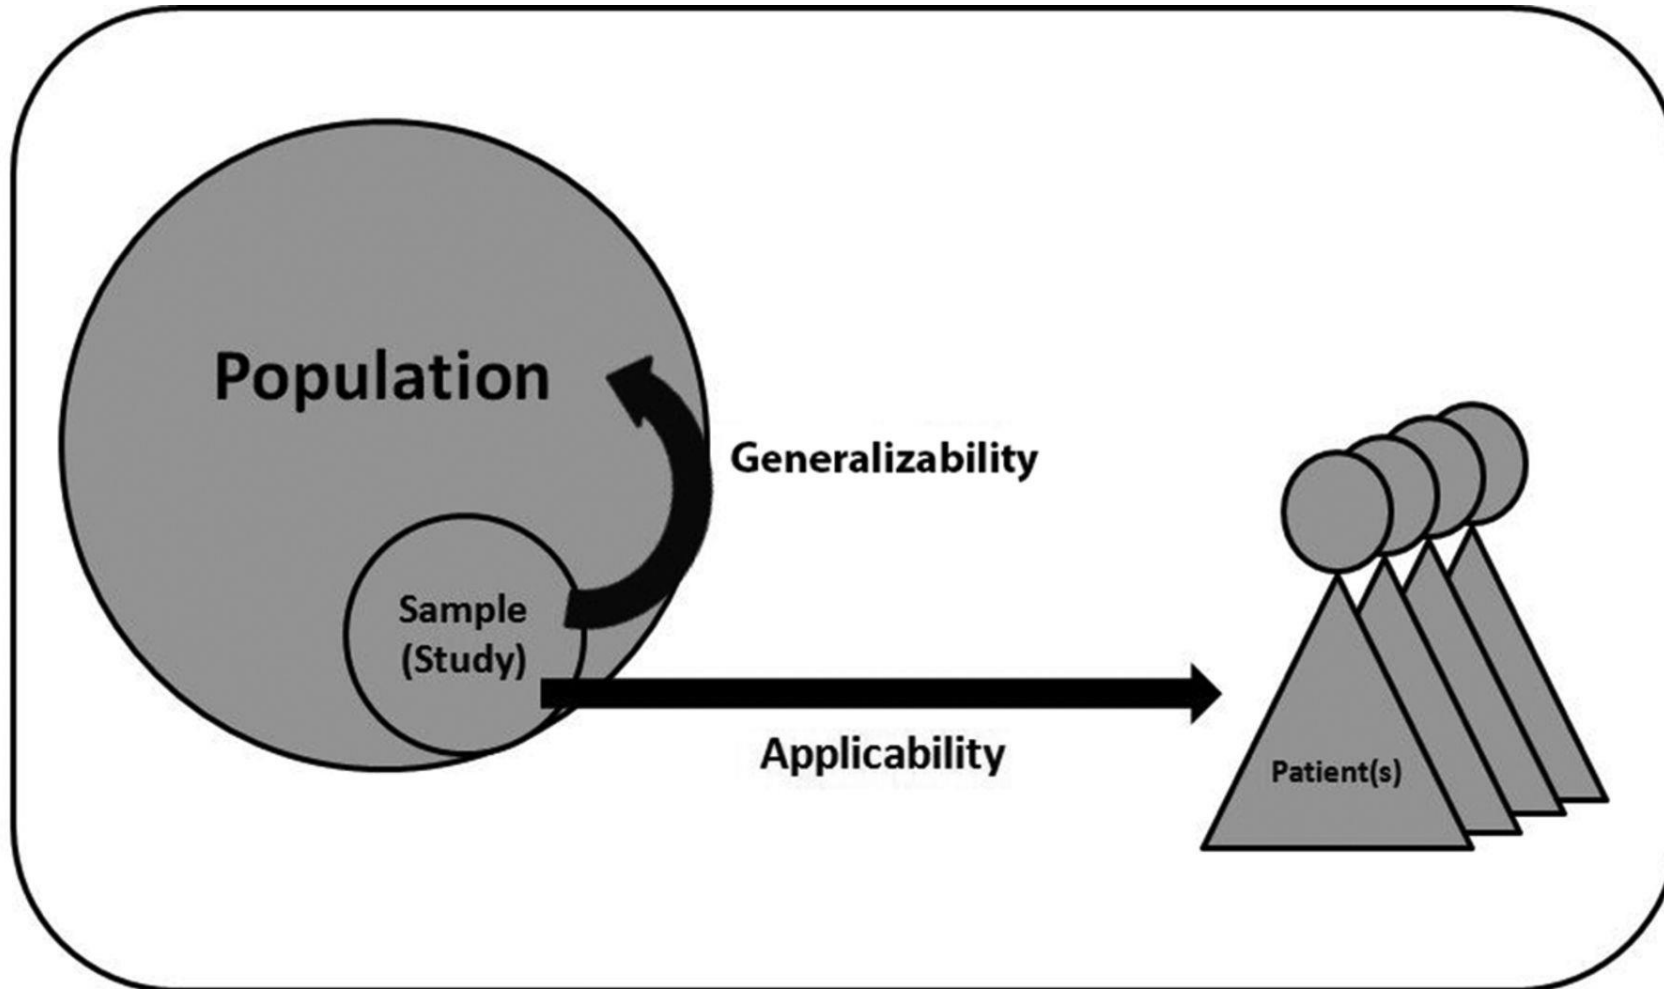 Population
Generalizability
Sample
(Study)
Applicability
Patient(s)